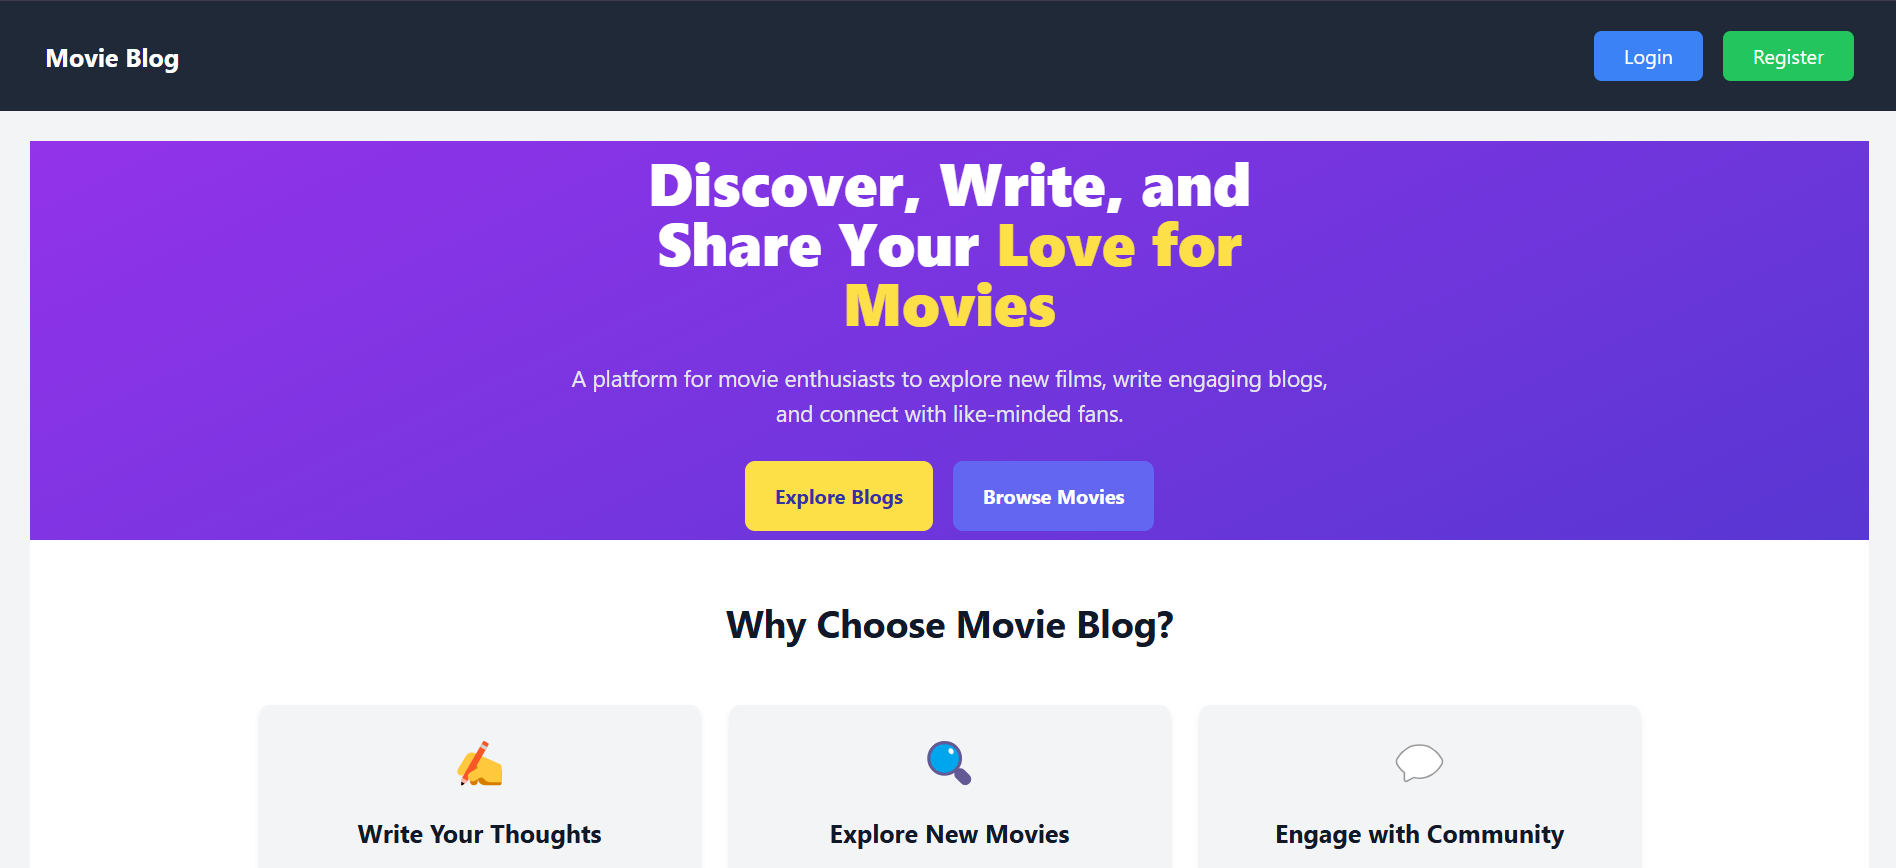 Movie Blog
Login
Register
Discover, Write, and
Share Your Love for
Movies
A platform for movie enthusiasts to explore new films, write engaging blogs,
and connect with like-minded fans.
Explore Blogs
Browse Movies
Why Choose Movie Blog?
Write Your Thoughts
Explore New Movies
Engage with Community